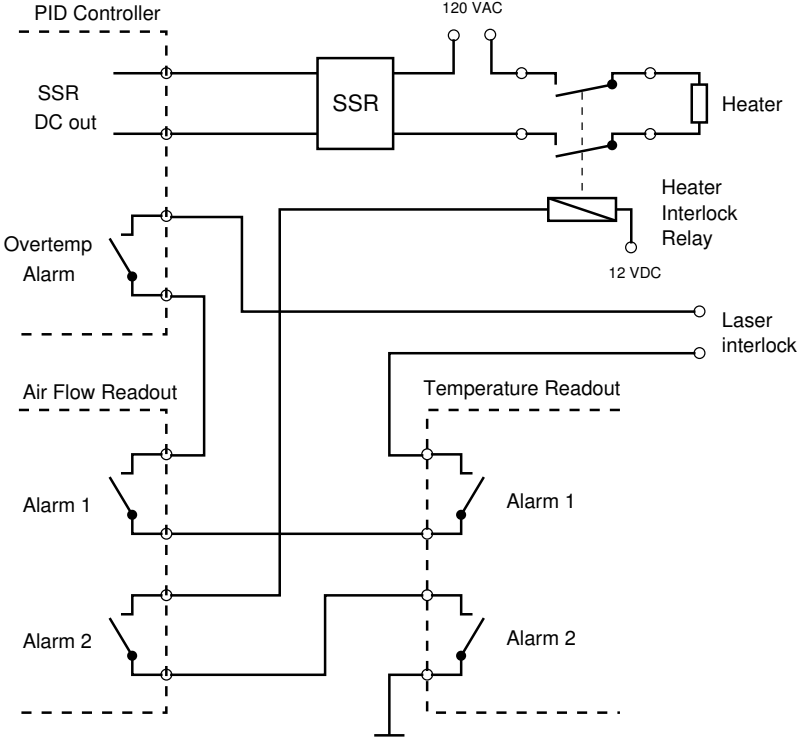 PID Controller
120 VAC
SSR
DC out
SSR
Heater
Heater
Interlock
Relay
12 VDC
Overtemp
Alarm
Laser
interlock
Air Flow Readout
Temperature Readout
Alarm 1
Alarm 1
Alarm 2
Alarm 2